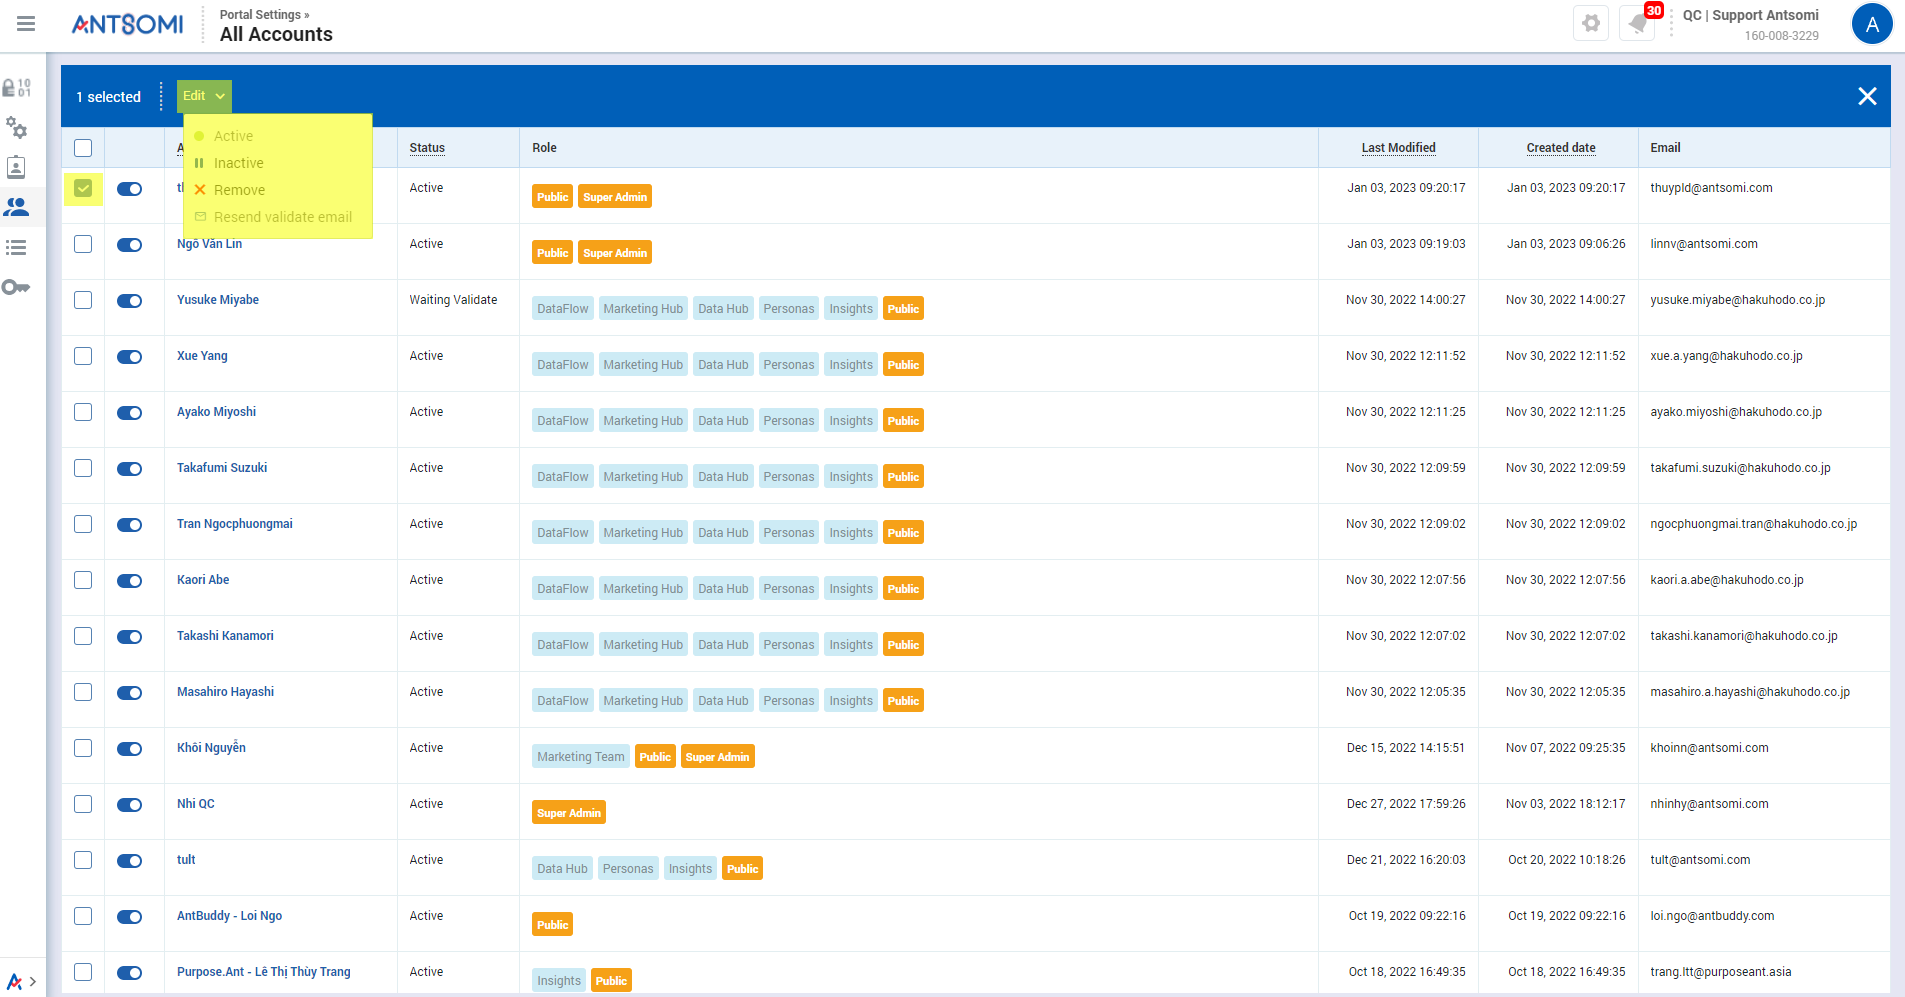 ANTSOMI
Portal Settings »
All Accounts
30
QC | Support Antsomi
160-008-3229
A
1 selected
Edit
Active
Inactive
Remove
Resend validate email
Status Role Last Modified Created date Email
Active Public Super Admin Jan 03, 2023 09:20:17 Jan 03, 2023 09:20:17 thuypld@antsomi.com
Ngô Văn Lin Active Public Super Admin Jan 03, 2023 09:19:03 Jan 03, 2023 09:06:26 linnv@antsomi.com
Yusuke Miyabe Waiting Validate DataFlow Marketing Hub Data Hub Personas Insights Public Nov 30, 2022 14:00:27 Nov 30, 2022 14:00:27 yusuke.miyabe@hakuhodo.co.jp
Xue Yang Active DataFlow Marketing Hub Data Hub Personas Insights Public Nov 30, 2022 12:11:52 Nov 30, 2022 12:11:52 xue.a.yang@hakuhodo.co.jp
Ayako Miyoshi Active DataFlow Marketing Hub Data Hub Personas Insights Public Nov 30, 2022 12:11:25 Nov 30, 2022 12:11:25 ayako.miyoshi@hakuhodo.co.jp
Takafumi Suzuki Active DataFlow Marketing Hub Data Hub Personas Insights Public Nov 30, 2022 12:09:59 Nov 30, 2022 12:09:59 takafumi.suzuki@hakuhodo.co.jp
Tran Ngocphuongmai Active DataFlow Marketing Hub Data Hub Personas Insights Public Nov 30, 2022 12:09:02 Nov 30, 2022 12:09:02 ngocphuongmai.tran@hakuhodo.co.jp
Kaori Abe Active DataFlow Marketing Hub Data Hub Personas Insights Public Nov 30, 2022 12:07:56 Nov 30, 2022 12:07:56 kaori.a.abe@hakuhodo.co.jp
Takashi Kanamori Active DataFlow Marketing Hub Data Hub Personas Insights Public Nov 30, 2022 12:07:02 Nov 30, 2022 12:07:02 takashi.kanamori@hakuhodo.co.jp
Masahiro Hayashi Active DataFlow Marketing Hub Data Hub Personas Insights Public Nov 30, 2022 12:05:35 Nov 30, 2022 12:05:35 masahiro.a.hayashi@hakuhodo.co.jp
Khôi Nguyễn Active Marketing Team Public Super Admin Dec 15, 2022 14:15:51 Nov 07, 2022 09:25:35 khoinn@antsomi.com
Nhi QC Active Super Admin Dec 27, 2022 17:59:26 Nov 03, 2022 18:12:17 nhinhy@antsomi.com
tult Active Data Hub Personas Insights Public Dec 21, 2022 16:20:03 Oct 20, 2022 10:18:26 tult@antsomi.com
AntBuddy - Loi Ngo Active Public Oct 19, 2022 09:22:16 Oct 19, 2022 09:22:16 loi.ngo@antbuddy.com
Purpose.Ant - Lê Thị Thùy Trang Active Insights Public Oct 18, 2022 16:49:35 Oct 18, 2022 16:49:35 trang.ltt@purposeant.asia